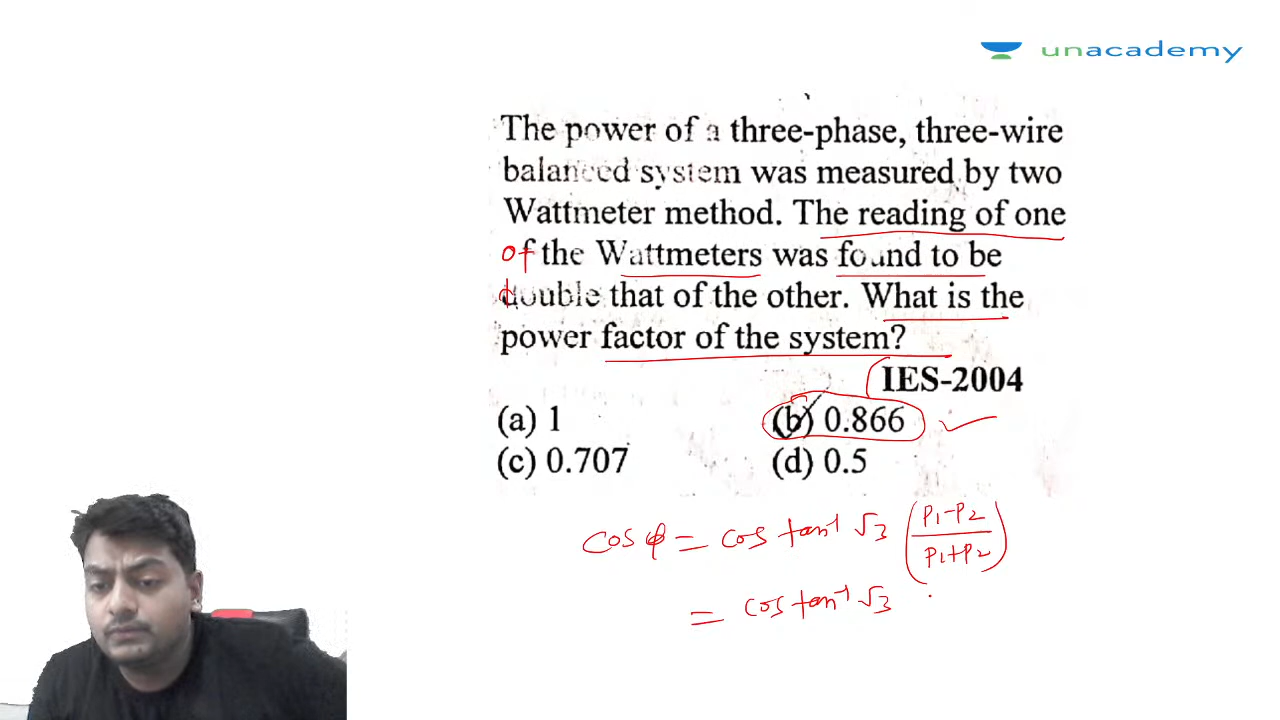 unacademy
The power of a three-phase, three-wire
balanced system was measured by two
Wattmeter method. The reading of one
of the Wattmeters was found to be
double that of the other. What is the
power factor of the system?
IES-2004
(a) 1 (b) 0.866
(c) 0.707 (d) 0.5
cos φ = cos tan⁻¹ √3 (P1-P2 / P1+P2)
= cos tan⁻¹ √3